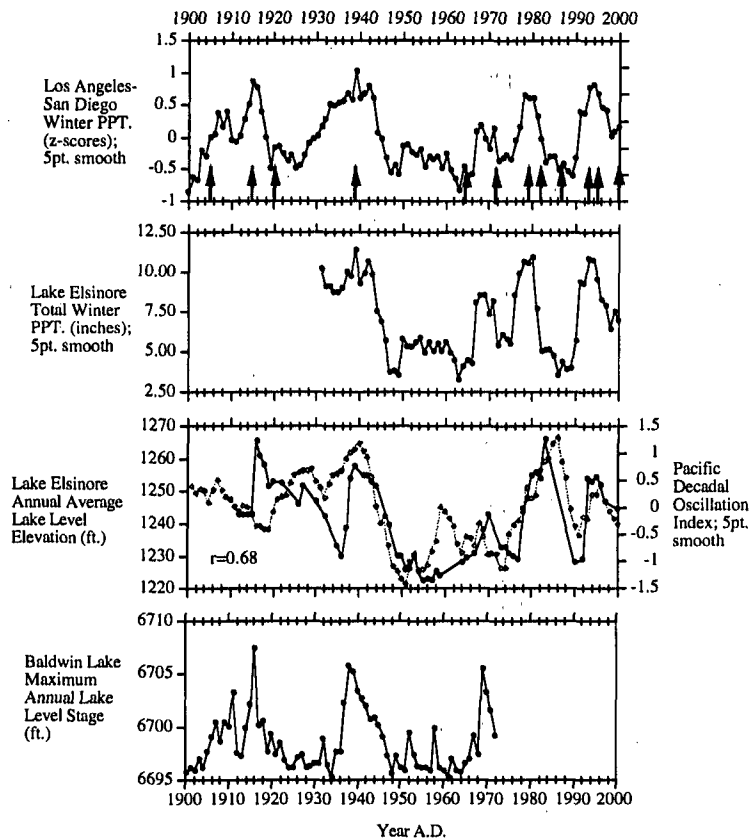 1900 1910 1920 1930 1940 1950 1960 1970 1980 1990 2000
1.5
1
0.5
0
-0.5
-1
Los Angeles-
San Diego
Winter PPT.
(z-scores);
5pt. smooth
12.50
10.00
7.50
5.00
2.50
Lake Elsinore
Total Winter
PPT. (inches);
5pt. smooth
1270
1260
1250
1240
1230
1220
Lake Elsinore
Annual Average
Lake Level
Elevation (ft.)
r=0.68
1.5
1
0.5
0
-0.5
-1
-1.5
Pacific
Decadal
Oscillation
Index; 5pt.
smooth
6710
6705
6700
6695
Baldwin Lake
Maximum
Annual Lake
Level Stage
(ft.)
1900 1910 1920 1930 1940 1950 1960 1970 1980 1990 2000
Year A.D.